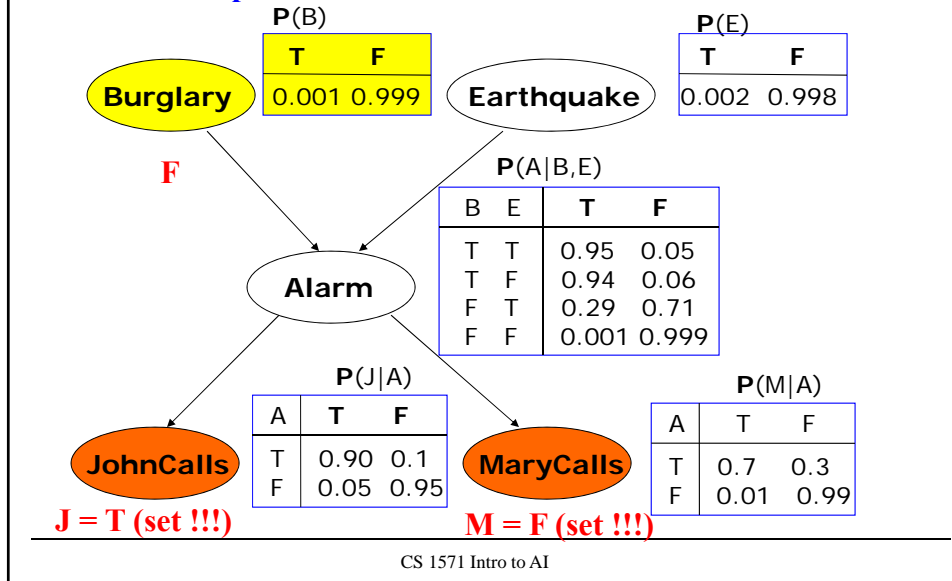 P(B)
T F
0.001 0.999
Burglary
P(E)
T F
0.002 0.998
Earthquake
F
P(A|B,E)
B E T F
T T 0.95 0.05
T F 0.94 0.06
F T 0.29 0.71
F F 0.001 0.999
Alarm
P(J|A)
A T F
T 0.90 0.1
F 0.05 0.95
P(M|A)
A T F
T 0.7 0.3
F 0.01 0.99
JohnCalls
MaryCalls
J = T (set !!!)
M = F (set !!!)
CS 1571 Intro to AI